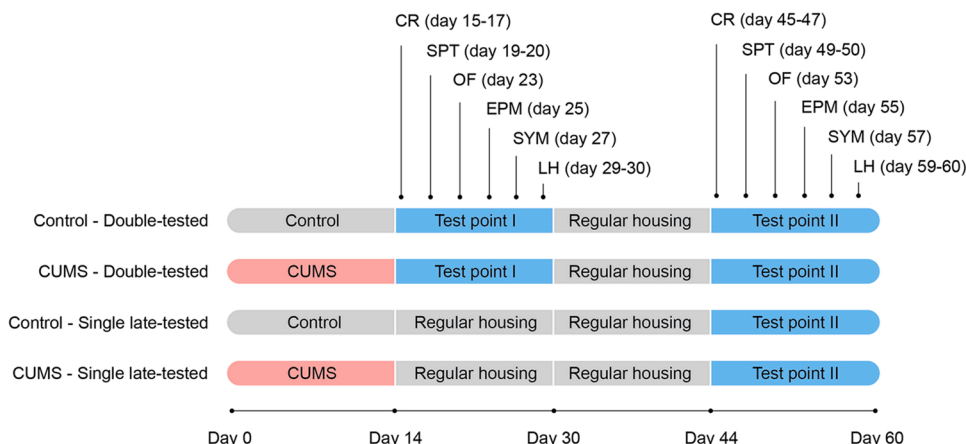 CR (day 15-17)
SPT (day 19-20)
OF (day 23)
EPM (day 25)
SYM (day 27)
LH (day 29-30)
CR (day 45-47)
SPT (day 49-50)
OF (day 53)
EPM (day 55)
SYM (day 57)
LH (day 59-60)
Control - Double-tested Control Test point I Regular housing Test point II
CUMS - Double-tested CUMS Test point I Regular housing Test point II
Control - Single late-tested Control Regular housing Regular housing Test point II
CUMS - Single late-tested CUMS Regular housing Regular housing Test point II
Day 0 Day 14 Day 30 Day 44 Day 60